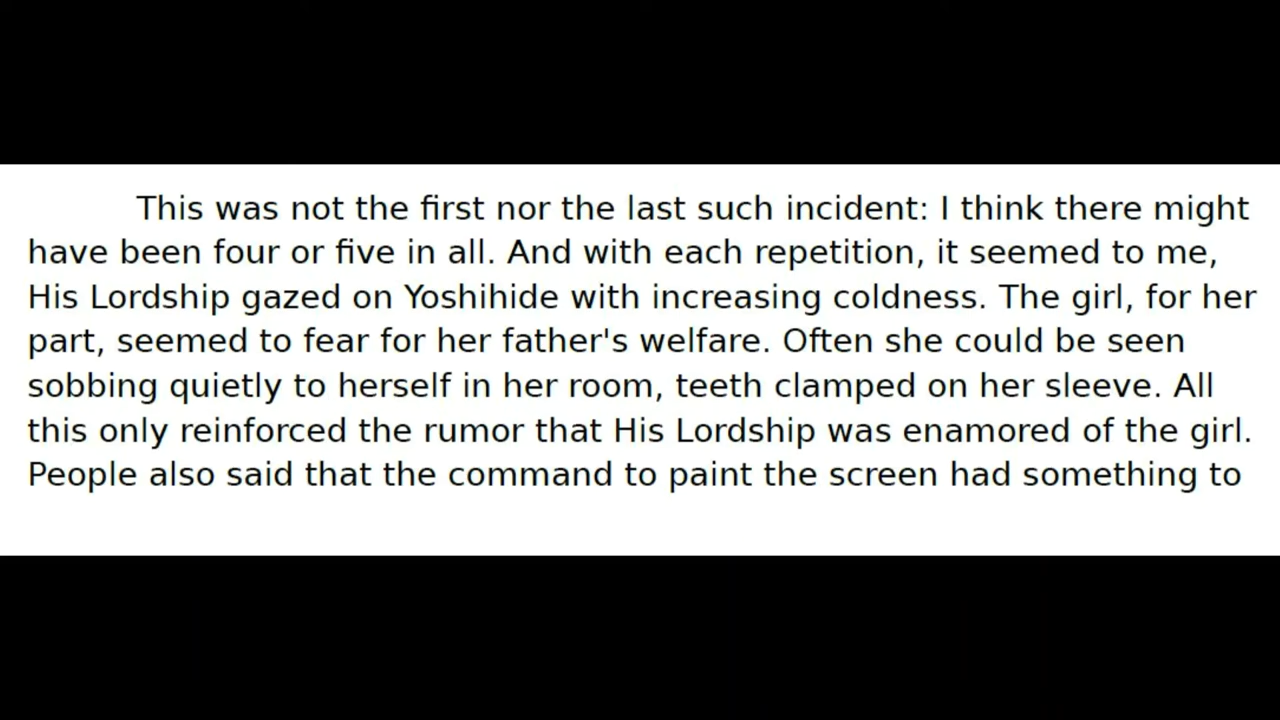 This was not the first nor the last such incident: I think there might
have been four or five in all. And with each repetition, it seemed to me,
His Lordship gazed on Yoshihide with increasing coldness. The girl, for her
part, seemed to fear for her father's welfare. Often she could be seen
sobbing quietly to herself in her room, teeth clamped on her sleeve. All
this only reinforced the rumor that His Lordship was enamored of the girl.
People also said that the command to paint the screen had something to